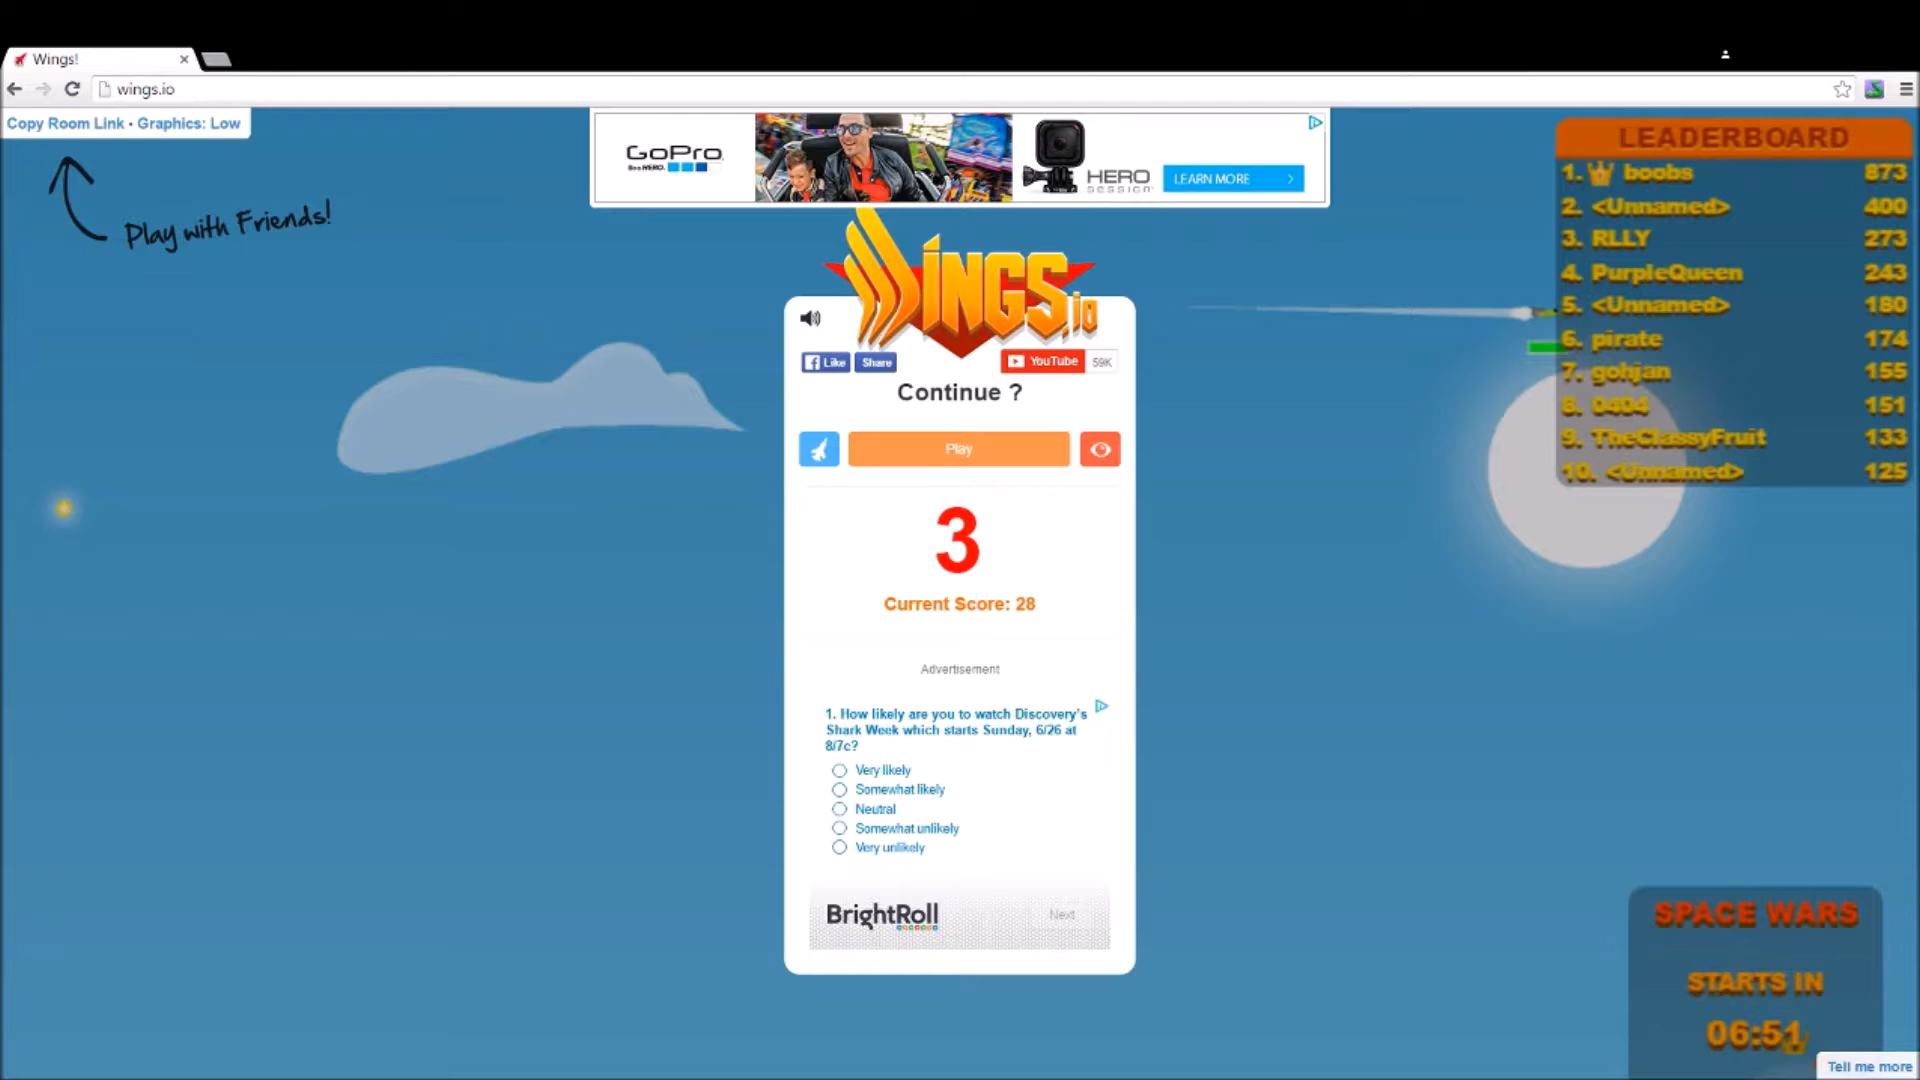 Wings!
wings.io
Copy Room Link • Graphics: Low
Play with Friends!
GoPro
Be a HERO.
HERO
SESSION
LEARN MORE
WiNGS.io
Like
Share
YouTube
59K
Continue ?
Play
3
Current Score: 28
Advertisement
1. How likely are you to watch Discovery's
Shark Week which starts Sunday, 6/26 at
8/7c?
Very likely
Somewhat likely
Neutral
Somewhat unlikely
Very unlikely
BrightRoll
Next
LEADERBOARD
1. boobs 873
2. <Unnamed> 400
3. RLLY 273
4. PurpleQueen 243
5. <Unnamed> 180
6. pirate 174
7. gohjan 155
8. 0404 151
9. TheClassyFruit 133
10. <Unnamed> 125
SPACE WARS
STARTS IN
06:51
Tell me more